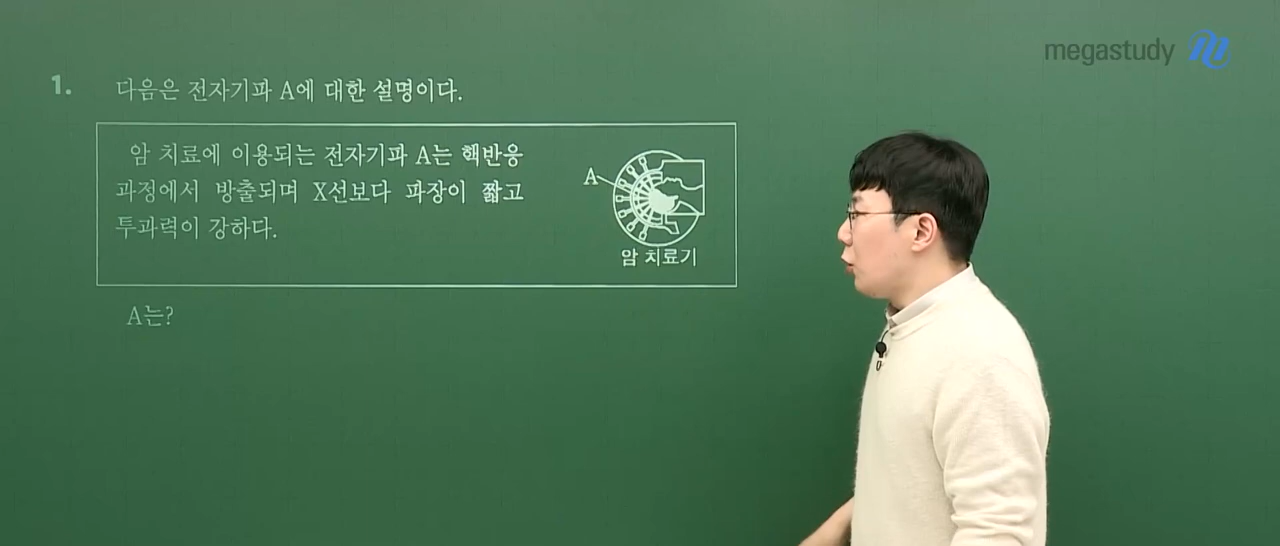 megastudy
1. 다음은 전자기파 A에 대한 설명이다.
암 치료에 이용되는 전자기파 A는 핵반응
과정에서 방출되며 X선보다 파장이 짧고
투과력이 강하다.
A
암 치료기
A는?